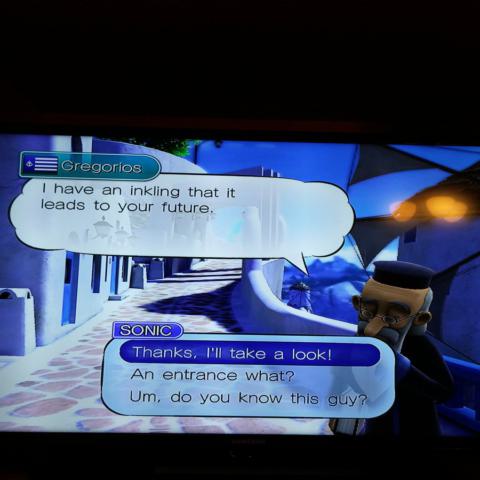 Gregorios
I have an inkling that it
leads to your future.
SONIC
Thanks, I'll take a look!
An entrance what?
Um, do you know this guy?
SAMSUNG